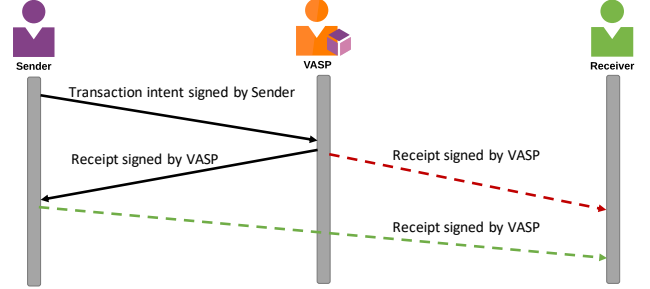 Sender
VASP
Receiver
Transaction intent signed by Sender
Receipt signed by VASP
Receipt signed by VASP
Receipt signed by VASP